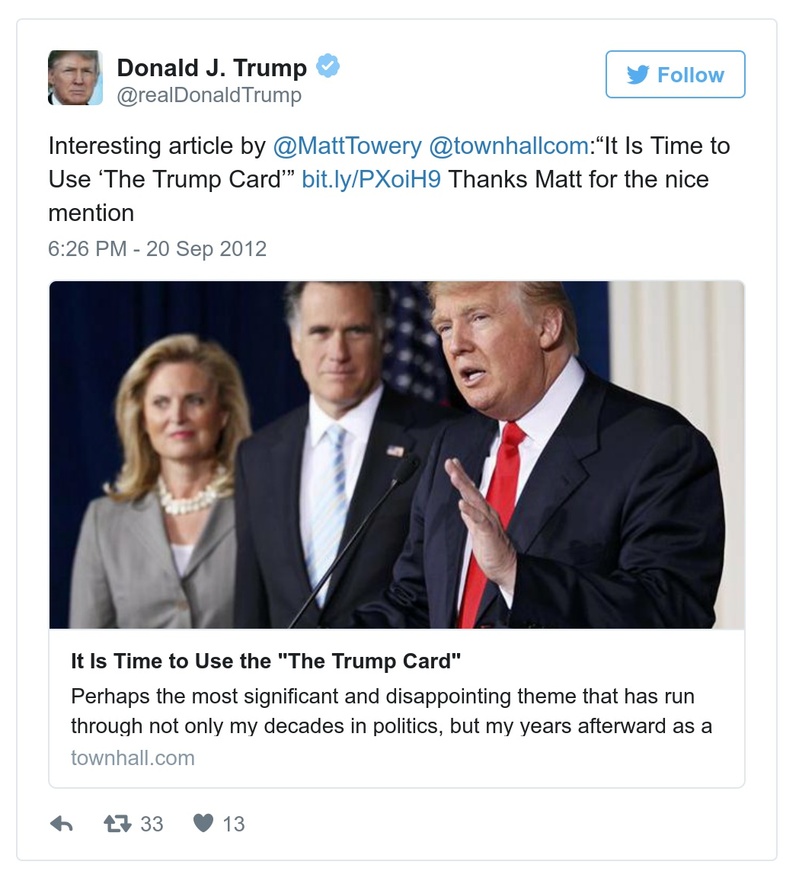 Donald J. Trump
@realDonaldTrump
Follow
Interesting article by @MattTowery @townhallcom:“It Is Time to
Use ‘The Trump Card’” bit.ly/PXoiH9 Thanks Matt for the nice
mention
6:26 PM - 20 Sep 2012
It Is Time to Use the "The Trump Card"
Perhaps the most significant and disappointing theme that has run
through not only my decades in politics, but my years afterward as a
townhall.com
33
13